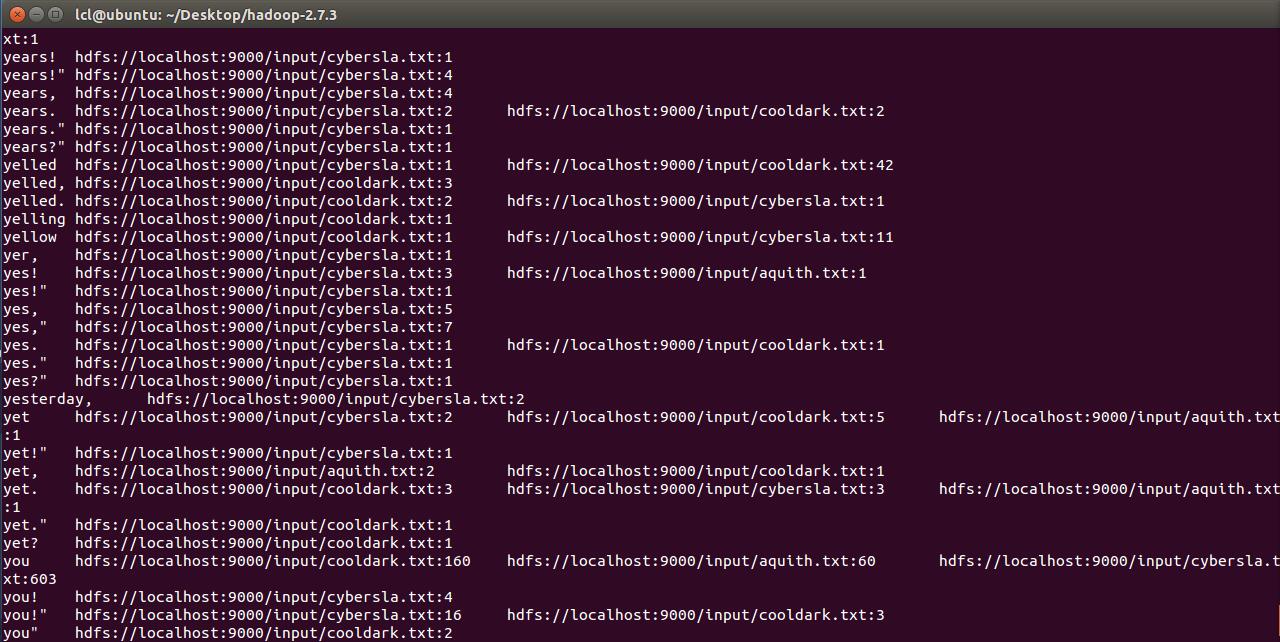 lcl@ubuntu: ~/Desktop/hadoop-2.7.3
xt:1
years!  hdfs://localhost:9000/input/cybersla.txt:1
years!" hdfs://localhost:9000/input/cybersla.txt:4
years,  hdfs://localhost:9000/input/cybersla.txt:4
years.  hdfs://localhost:9000/input/cybersla.txt:2      hdfs://localhost:9000/input/cooldark.txt:2
years." hdfs://localhost:9000/input/cybersla.txt:1
years?" hdfs://localhost:9000/input/cybersla.txt:1
yelled  hdfs://localhost:9000/input/cybersla.txt:1      hdfs://localhost:9000/input/cooldark.txt:42
yelled, hdfs://localhost:9000/input/cooldark.txt:3
yelled. hdfs://localhost:9000/input/cooldark.txt:2      hdfs://localhost:9000/input/cybersla.txt:1
yelling hdfs://localhost:9000/input/cooldark.txt:1
yellow  hdfs://localhost:9000/input/cooldark.txt:1      hdfs://localhost:9000/input/cybersla.txt:11
yer,    hdfs://localhost:9000/input/cybersla.txt:1
yes!    hdfs://localhost:9000/input/cybersla.txt:3      hdfs://localhost:9000/input/aquith.txt:1
yes!"   hdfs://localhost:9000/input/cybersla.txt:1
yes,    hdfs://localhost:9000/input/cybersla.txt:5
yes,"   hdfs://localhost:9000/input/cybersla.txt:7
yes.    hdfs://localhost:9000/input/cybersla.txt:1      hdfs://localhost:9000/input/cooldark.txt:1
yes."   hdfs://localhost:9000/input/cybersla.txt:1
yes?"   hdfs://localhost:9000/input/cybersla.txt:1
yesterday,      hdfs://localhost:9000/input/cybersla.txt:2
yet     hdfs://localhost:9000/input/cybersla.txt:2      hdfs://localhost:9000/input/cooldark.txt:5      hdfs://localhost:9000/input/aquith.txt
:1
yet!"   hdfs://localhost:9000/input/cybersla.txt:1
yet,    hdfs://localhost:9000/input/aquith.txt:2        hdfs://localhost:9000/input/cooldark.txt:1
yet.    hdfs://localhost:9000/input/cooldark.txt:3      hdfs://localhost:9000/input/cybersla.txt:3      hdfs://localhost:9000/input/aquith.txt
:1
yet."   hdfs://localhost:9000/input/cooldark.txt:1
yet?    hdfs://localhost:9000/input/cooldark.txt:1
you     hdfs://localhost:9000/input/cooldark.txt:160    hdfs://localhost:9000/input/aquith.txt:60       hdfs://localhost:9000/input/cybersla.t
xt:603
you!    hdfs://localhost:9000/input/cybersla.txt:4
you!"   hdfs://localhost:9000/input/cybersla.txt:16     hdfs://localhost:9000/input/cooldark.txt:3
you"    hdfs://localhost:9000/input/cooldark.txt:2